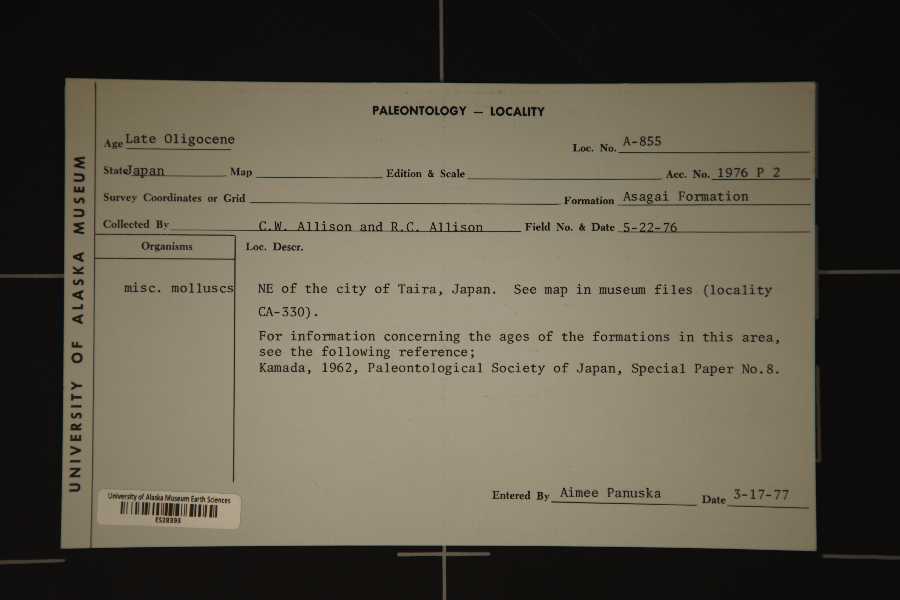 PALEONTOLOGY — LOCALITY
Age Late Oligocene
Loc. No. A-855
State Japan Map Edition & Scale Acc. No. 1976 P 2
Survey Coordinates or Grid Formation Asagai Formation
Collected By C.W. Allison and R.C. Allison Field No. & Date 5-22-76
Organisms
Loc. Descr.
misc. molluscs
NE of the city of Taira, Japan. See map in museum files (locality
CA-330).
For information concerning the ages of the formations in this area,
see the following reference;
Kamada, 1962, Paleontological Society of Japan, Special Paper No.8.
Entered By Aimee Panuska Date 3-17-77
UNIVERSITY OF ALASKA MUSEUM
University of Alaska Museum Earth Sciences